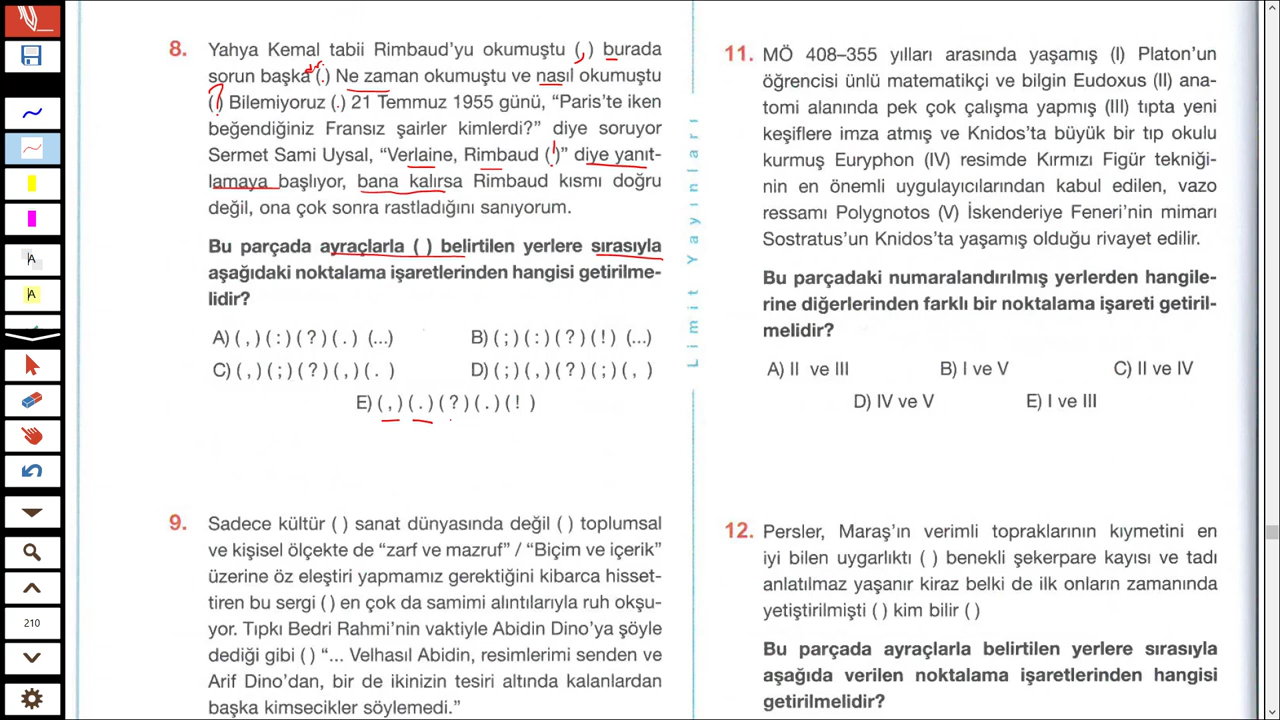 8. Yahya Kemal tabii Rimbaud'yu okumuştu (,) burada
sorun başka (.) Ne zaman okumuştu ve nasıl okumuştu
( ) Bilemiyoruz (.) 21 Temmuz 1955 günü, "Paris'te iken
beğendiğiniz Fransız şairler kimlerdi?" diye soruyor
Sermet Sami Uysal, "Verlaine, Rimbaud (!)" diye yanıt-
lamaya başlıyor, bana kalırsa Rimbaud kısmı doğru
değil, ona çok sonra rastladığını sanıyorum.
Bu parçada ayraçlarla ( ) belirtilen yerlere sırasıyla
aşağıdaki noktalama işaretlerinden hangisi getirilme-
lidir?
A) ( , ) ( : ) ( ? ) ( . ) (...) B) ( ; ) ( : ) ( ? ) ( ! ) (...)
C) ( , ) ( ; ) ( ? ) ( , ) ( . ) D) ( ; ) ( , ) ( ? ) ( ; ) ( , )
E) ( , ) ( . ) ( ? ) ( . ) ( ! )
9. Sadece kültür ( ) sanat dünyasında değil ( ) toplumsal
ve kişisel ölçekte de "zarf ve mazruf" / "Biçim ve içerik"
üzerine öz eleştiri yapmamız gerektiğini kibarca hisset-
tiren bu sergi ( ) en çok da samimi alıntılarıyla ruh okşu-
yor. Tıpkı Bedri Rahmi'nin vaktiyle Abidin Dino'ya şöyle
dediği gibi ( ) "... Velhasıl Abidin, resimlerimi senden ve
Arif Dino'dan, bir de ikinizin tesiri altında kalanlardan
başka kimsecikler söylemedi."
Limit Yayınları
11. MÖ 408–355 yılları arasında yaşamış (I) Platon'un
öğrencisi ünlü matematikçi ve bilgin Eudoxus (II) ana-
tomi alanında pek çok çalışma yapmış (III) tıpta yeni
keşiflere imza atmış ve Knidos'ta büyük bir tıp okulu
kurmuş Euryphon (IV) resimde Kırmızı Figür tekniği-
nin en önemli uygulayıcılarından kabul edilen, vazo
ressamı Polygnotos (V) İskenderiye Feneri'nin mimarı
Sostratus'un Knidos'ta yaşamış olduğu rivayet edilir.
Bu parçadaki numaralandırılmış yerlerden hangile-
rine diğerlerinden farklı bir noktalama işareti getiril-
melidir?
A) II ve III B) I ve V C) II ve IV
D) IV ve V E) I ve III
12. Persler, Maraş'ın verimli topraklarının kıymetini en
iyi bilen uygarlıktı ( ) benekli şekerpare kayısı ve tadı
anlatılmaz yaşanır kiraz belki de ilk onların zamanında
yetiştirilmişti ( ) kim bilir ( )
Bu parçada ayraçlarla belirtilen yerlere sırasıyla
aşağıda verilen noktalama işaretlerinden hangisi
getirilmelidir?
A
A
210